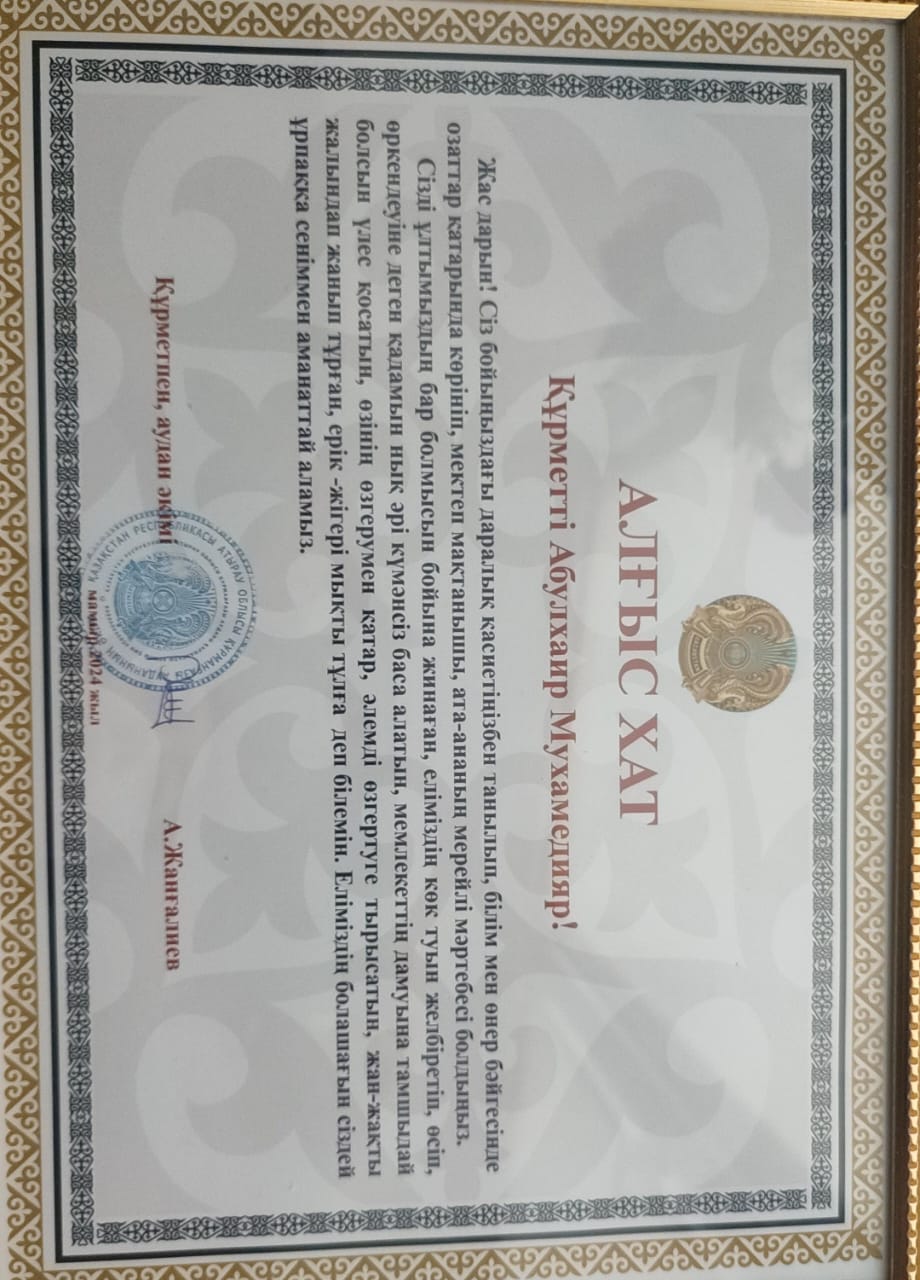 ҚАЗАҚСТАН
АЛҒЫС ХАТ
Құрметті Абулхаир Мухамедияр!
Жас дарын! Сіз бойыңыздағы даралық қасиетіңізбен танылып, білім мен өнер бәйгесінде
озаттар қатарында көрініп, мектеп мақтанышы, ата-ананың мерейлі мәртебесі болдыңыз.
Сізді ұлтымыздың бар болмысын бойына жинаған, еліміздің көк туын желбіретіп, өсіп,
өркендеуіне деген қадамын нық әрі күмәнсіз баса алатын, мемлекеттің дамуына тамшыдай
болсын үлес қосатын, өзінің өзгерумен қатар, әлемді өзгертуге тырысатын, жан-жақты
жалындап жанып тұрған, ерік -жігері мықты тұлға деп білемін. Еліміздің болашағын сіздей
ұрпаққа сеніммен аманаттай аламыз.
Құрметпен, аудан әкімі
А.Жанғалиев
ҚАЗАҚСТАН РЕСПУБЛИКАСЫ АТЫРАУ ОБЛЫСЫ ҚҰРМАНҒАЗЫ АУДАНЫНЫҢ
мамыр 2024 жыл